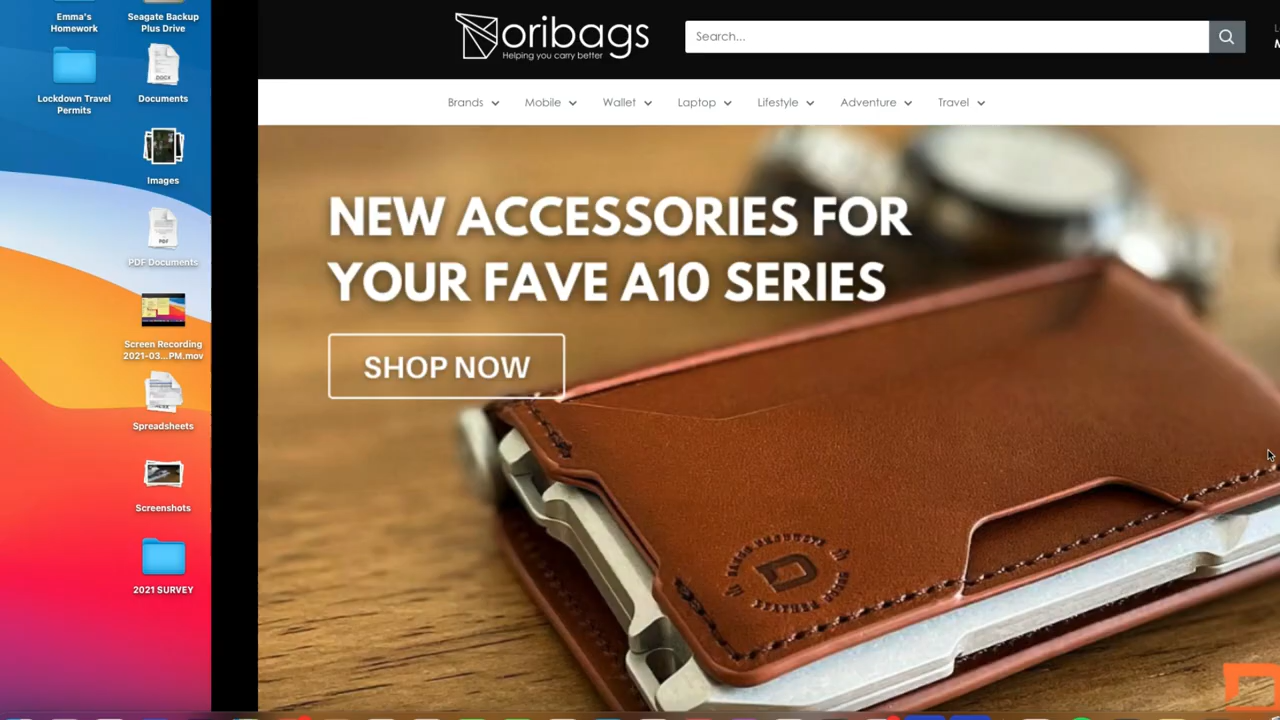 Emma's
Homework
Seagate Backup
Plus Drive
Lockdown Travel
Permits
DOCX
Documents
Images
PDF
PDF Documents
Screen Recording
2021-03...PM.mov
Spreadsheets
Screenshots
2021 SURVEY
oribags
Helping you carry better
Search...
Brands
Mobile
Wallet
Laptop
Lifestyle
Adventure
Travel
NEW ACCESSORIES FOR
YOUR FAVE A10 SERIES
SHOP NOW
D